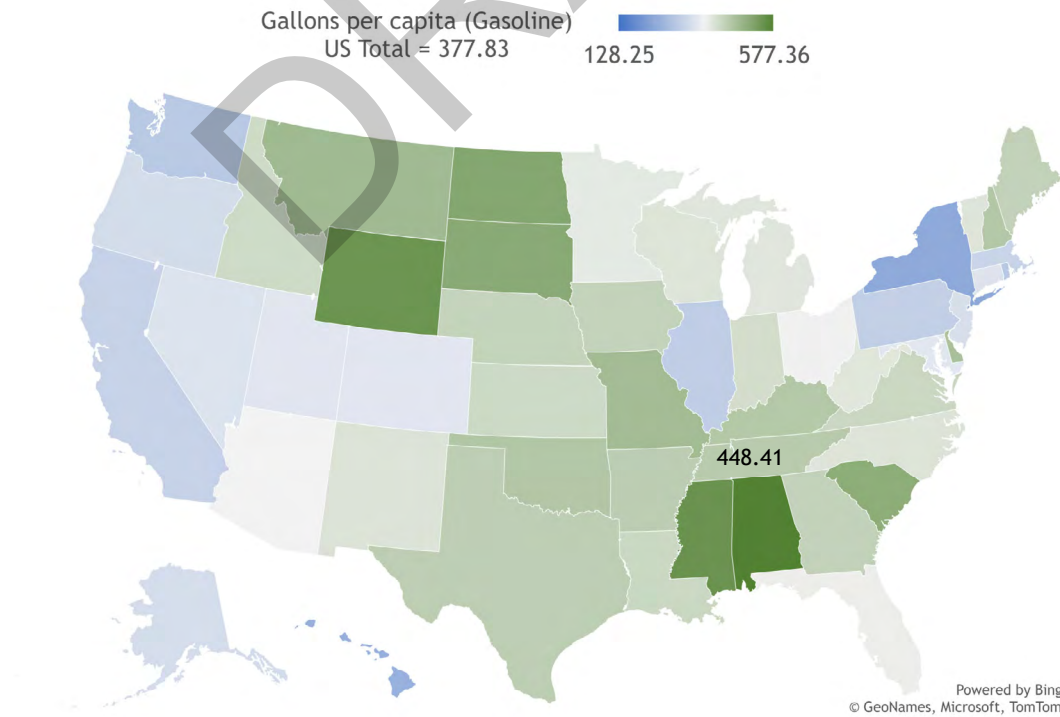 Gallons per capita (Gasoline)
US Total = 377.83
128.25 577.36
448.41
Powered by Bing
© GeoNames, Microsoft, TomTom